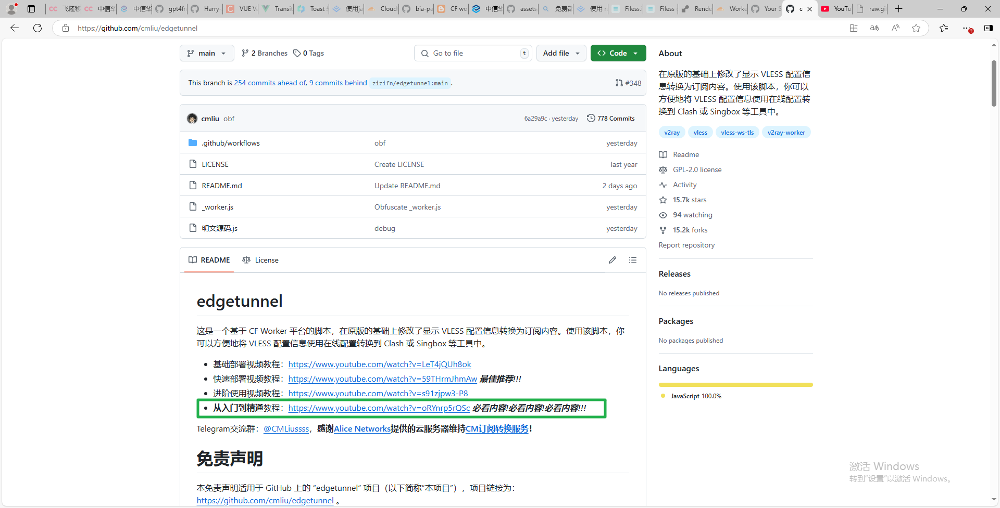 飞隆移
中信华
中信华
gpt4fr
Harry-
VUE V
Transit
Toast
使用ja
Cloud
bia-pa
CF wo
中信华
assets
免费部
使用 r
Filess.
Filess
Rende
Worke
Your S
YouTu
raw.gi
https://github.com/cmliu/edgetunnel
main
2 Branches
0 Tags
Go to file
t
Add file
Code
This branch is 254 commits ahead of, 9 commits behind zizifn/edgetunnel:main .
#348
cmliu obf
6a29a9c · yesterday
778 Commits
.github/workflows
obf
yesterday
LICENSE
Create LICENSE
last year
README.md
Update README.md
2 days ago
_worker.js
Obfuscate _worker.js
yesterday
明文源码.js
debug
yesterday
README
License
edgetunnel
这是一个基于 CF Worker 平台的脚本，在原版的基础上修改了显示 VLESS 配置信息转换为订阅内容。使用该脚本，你
可以方便地将 VLESS 配置信息使用在线配置转换到 Clash 或 Singbox 等工具中。
基础部署视频教程：https://www.youtube.com/watch?v=LeT4jQUh8ok
快速部署视频教程：https://www.youtube.com/watch?v=59THrmJhmAw 最佳推荐!!!
进阶使用视频教程：https://www.youtube.com/watch?v=s91zjpw3-P8
从入门到精通教程：https://www.youtube.com/watch?v=oRYnrp5rQSc 必看内容!必看内容!必看内容!!!
Telegram交流群：@CMLiussss，感谢Alice Networks提供的云服务器维持CM订阅转换服务！
免责声明
本免责声明适用于 GitHub 上的 “edgetunnel” 项目（以下简称“本项目”），项目链接为：
https://github.com/cmliu/edgetunnel 。
About
在原版的基础上修改了显示 VLESS 配置信
息转换为订阅内容。使用该脚本，你可以
方便地将 VLESS 配置信息使用在线配置转
换到 Clash 或 Singbox 等工具中。
v2ray
vless
vless-ws-tls
v2ray-worker
Readme
GPL-2.0 license
Activity
15.7k stars
94 watching
15.2k forks
Report repository
Releases
No releases published
Packages
No packages published
Languages
JavaScript 100.0%
激活 Windows
转到“设置”以激活 Windows。